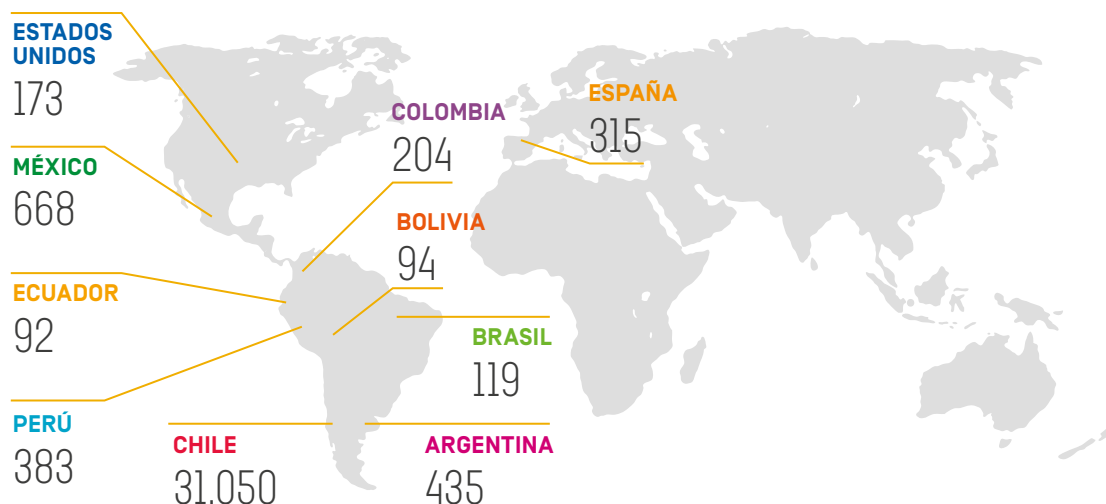 ESTADOS
UNIDOS
173
MÉXICO
668
ECUADOR
92
PERÚ
383
COLOMBIA
204
ESPAÑA
315
BOLIVIA
94
BRASIL
119
CHILE
31.050
ARGENTINA
435